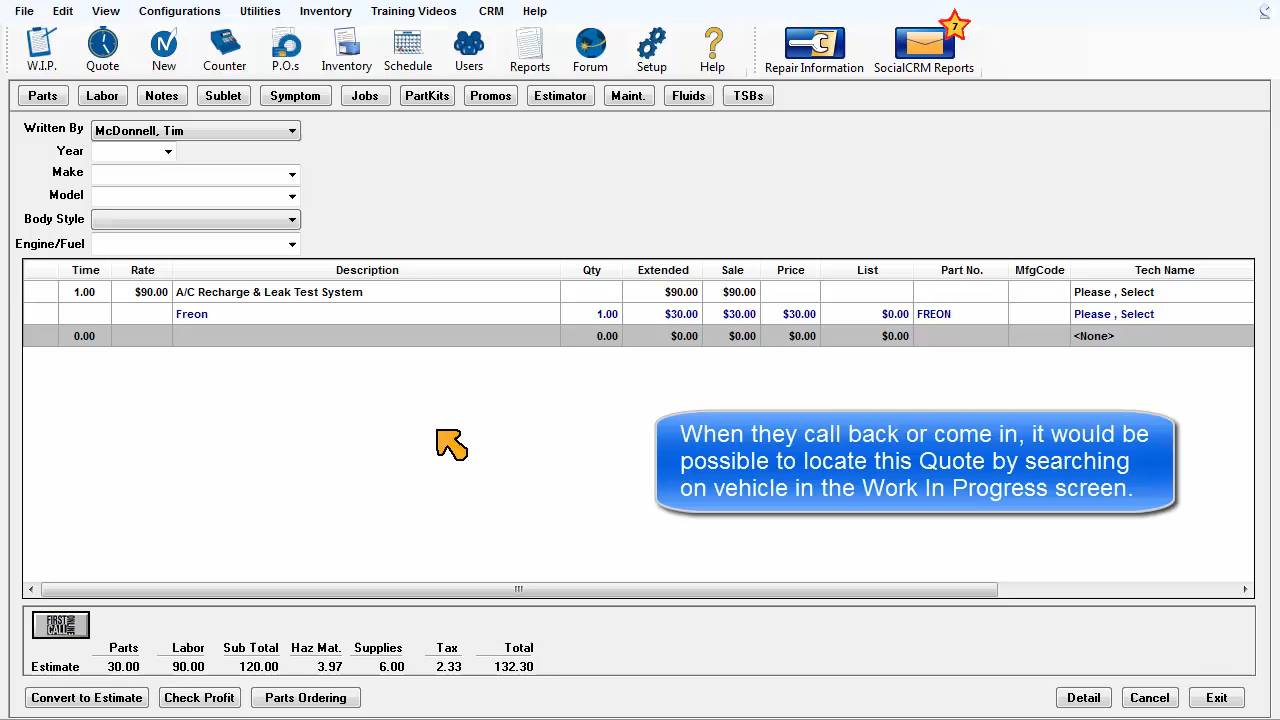 File Edit View Configurations Utilities Inventory Training Videos CRM Help
7
W.I.P. Quote New Counter P.O.s Inventory Schedule Users Reports Forum Setup Help Repair Information SocialCRM Reports
Parts Labor Notes Sublet Symptom Jobs PartKits Promos Estimator Maint. Fluids TSBs
Written By McDonnell, Tim
Year
Make
Model
Body Style
Engine/Fuel
Time Rate Description Qty Extended Sale Price List Part No. MfgCode Tech Name
1.00 $90.00 A/C Recharge & Leak Test System $90.00 $90.00 Please , Select
Freon 1.00 $30.00 $30.00 $30.00 $0.00 FREON Please , Select
0.00 0.00 $0.00 $0.00 $0.00 $0.00 <None>
When they call back or come in, it would be
possible to locate this Quote by searching
on vehicle in the Work In Progress screen.
FIRST
CALL
Parts Labor Sub Total Haz Mat. Supplies Tax Total
Estimate 30.00 90.00 120.00 3.97 6.00 2.33 132.30
Convert to Estimate Check Profit Parts Ordering Detail Cancel Exit